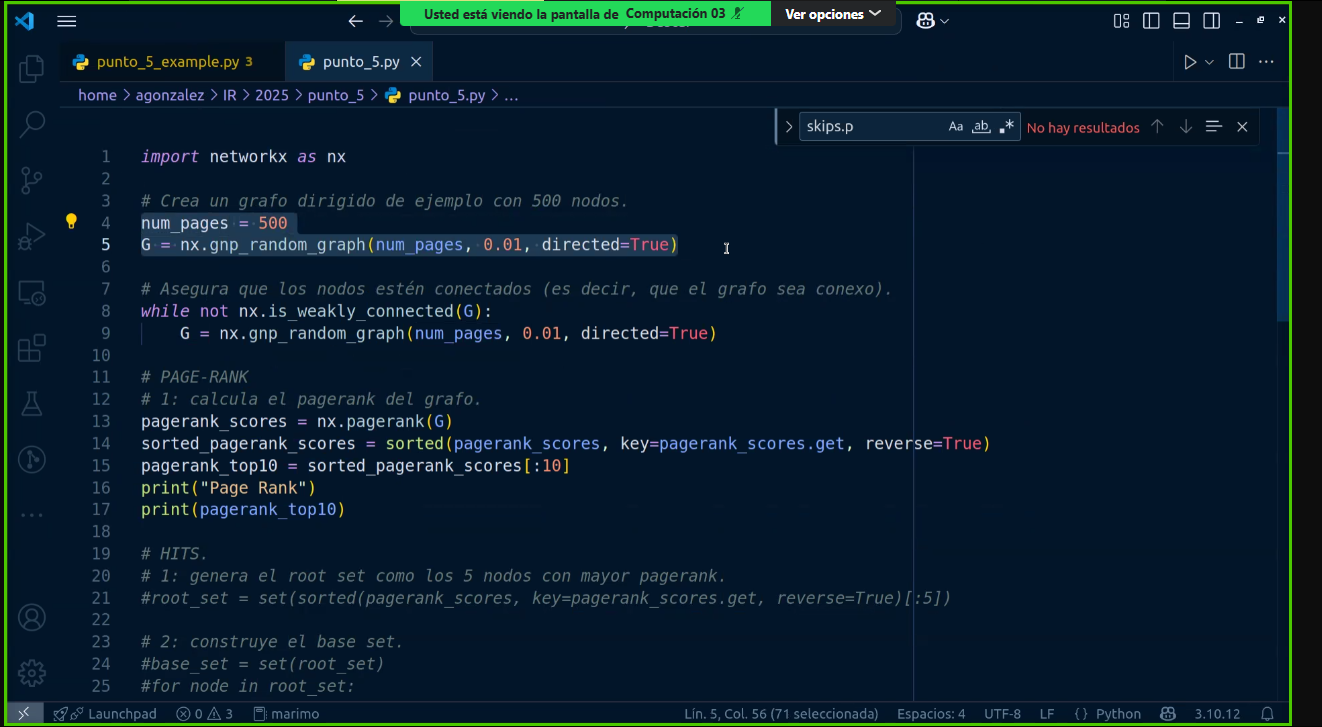 Usted está viendo la pantalla de Computación 03
Ver opciones
punto_5_example.py 3
punto_5.py
home > agonzalez > IR > 2025 > punto_5 > punto_5.py > ...
skips.p
Aa ab
No hay resultados
1 import networkx as nx
2
3 # Crea un grafo dirigido de ejemplo con 500 nodos.
4 num_pages = 500
5 G = nx.gnp_random_graph(num_pages, 0.01, directed=True)
6
7 # Asegura que los nodos estén conectados (es decir, que el grafo sea conexo).
8 while not nx.is_weakly_connected(G):
9 G = nx.gnp_random_graph(num_pages, 0.01, directed=True)
10
11 # PAGE-RANK
12 # 1: calcula el pagerank del grafo.
13 pagerank_scores = nx.pagerank(G)
14 sorted_pagerank_scores = sorted(pagerank_scores, key=pagerank_scores.get, reverse=True)
15 pagerank_top10 = sorted_pagerank_scores[:10]
16 print("Page Rank")
17 print(pagerank_top10)
18
19 # HITS.
20 # 1: genera el root set como los 5 nodos con mayor pagerank.
21 #root_set = set(sorted(pagerank_scores, key=pagerank_scores.get, reverse=True)[:5])
22
23 # 2: construye el base set.
24 #base_set = set(root_set)
25 #for node in root_set:
Launchpad 0 3 marimo Lín. 5, Col. 56 (71 seleccionada) Espacios: 4 UTF-8 LF {} Python 3.10.12